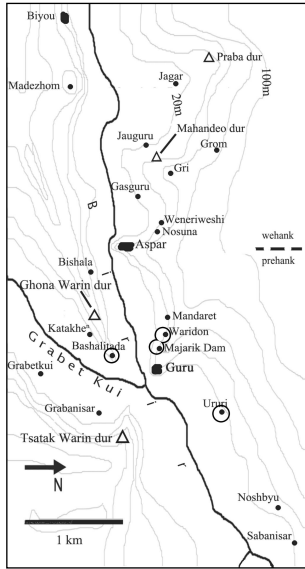 Biyou
Praba dur
Jagar
Madezhom
100m
20m
Mahandeo dur
Jauguru
Grom
Gri
Gasguru
B
Weneriweshi
Nosuna
wehank
Aspar
prehank
Bishala
i
Ghona Warin dur
Mandaret
r
Katakhe
Waridon
Bashalitada
Majarik Dam
Grabet Kui
Grabetkui
Guru
i
Grabanisar
Ururi
Tsatak Warin dur
r
N
Noshbyu
1 km
Sabanisar